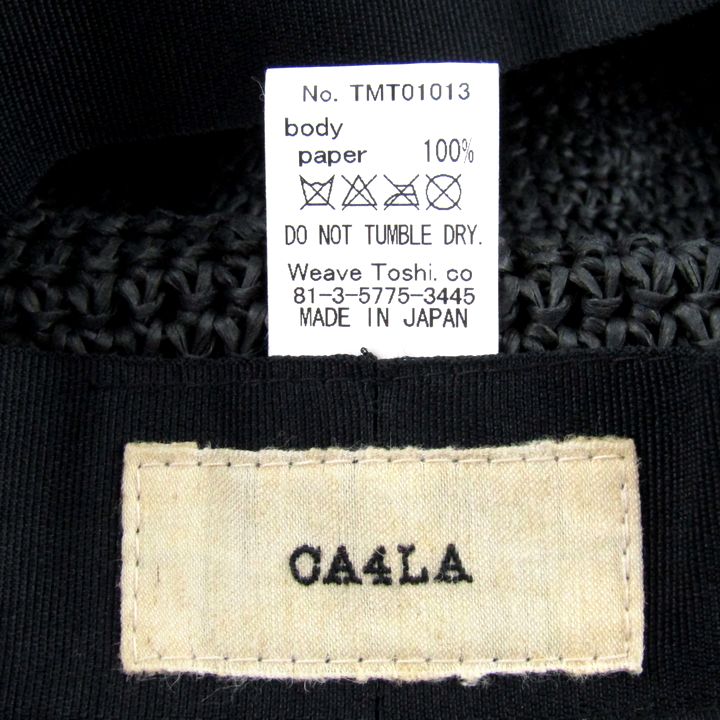 No. TMT01013
body
paper 100%
DO NOT TUMBLE DRY.
Weave Toshi. co
81-3-5775-3445
MADE IN JAPAN
CA4LA